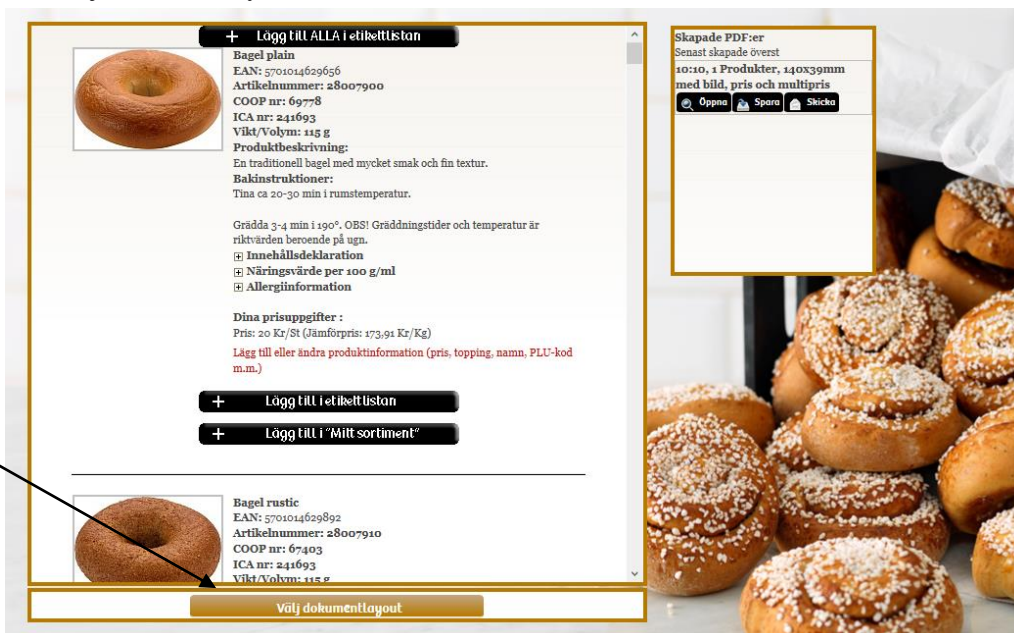 + Lägg till ALLA i etikettlistan
Bagel plain
EAN: 5701014629656
Artikelnummer: 28007900
COOP nr: 69778
ICA nr: 241693
Vikt/Volym: 115 g
Produktbeskrivning:
En traditionell bagel med mycket smak och fin textur.
Bakinstruktioner:
Tina ca 20-30 min i rumstemperatur.
Grädda 3-4 min i 190°. OBS! Gräddningstider och temperatur är
riktvärden beroende på ugn.
Innehållsdeklaration
Näringsvärde per 100 g/ml
Allergiinformation
Dina prisuppgifter :
Pris: 20 Kr/St (Jämförpris: 173,91 Kr/Kg)
Lägg till eller ändra produktinformation (pris, topping, namn, PLU-kod
m.m.)
+ Lägg till i etikettlistan
+ Lägg till i "Mitt sortiment"
Bagel rustic
EAN: 5701014629892
Artikelnummer: 28007910
COOP nr: 67403
ICA nr: 241693
Vikt/Volym: 115 g
Välj dokumentlayout
Skapade PDF:er
Senast skapade överst
10:10, 1 Produkter, 140x39mm
med bild, pris och multipris
Öppna Spara Skicka